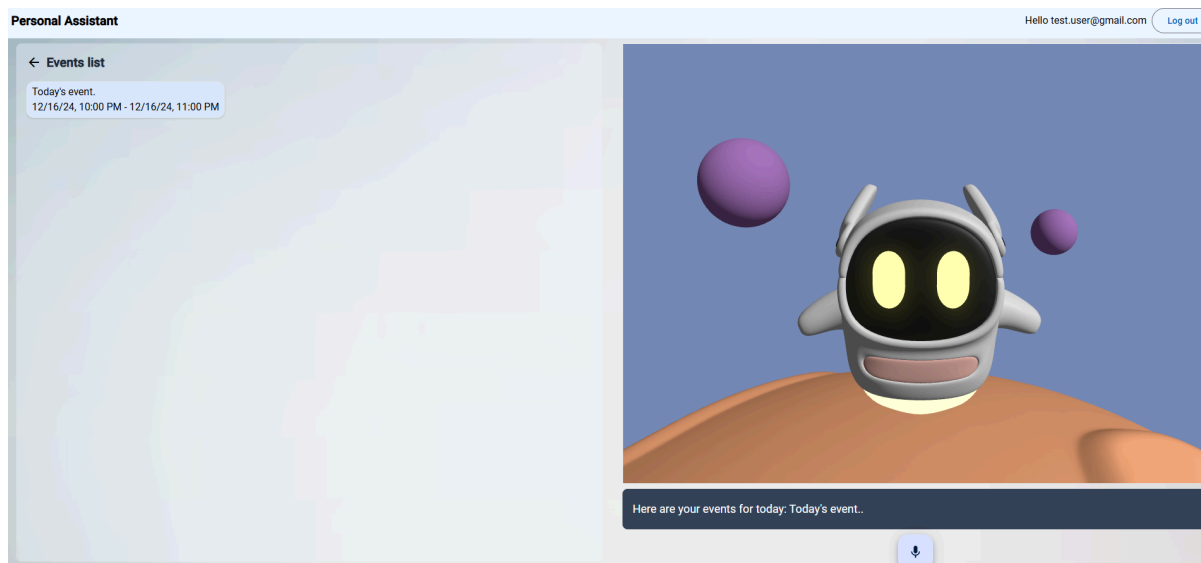 Personal Assistant
Hello test.user@gmail.com
Log out
Events list
Today's event.
12/16/24, 10:00 PM - 12/16/24, 11:00 PM
Here are your events for today: Today's event..